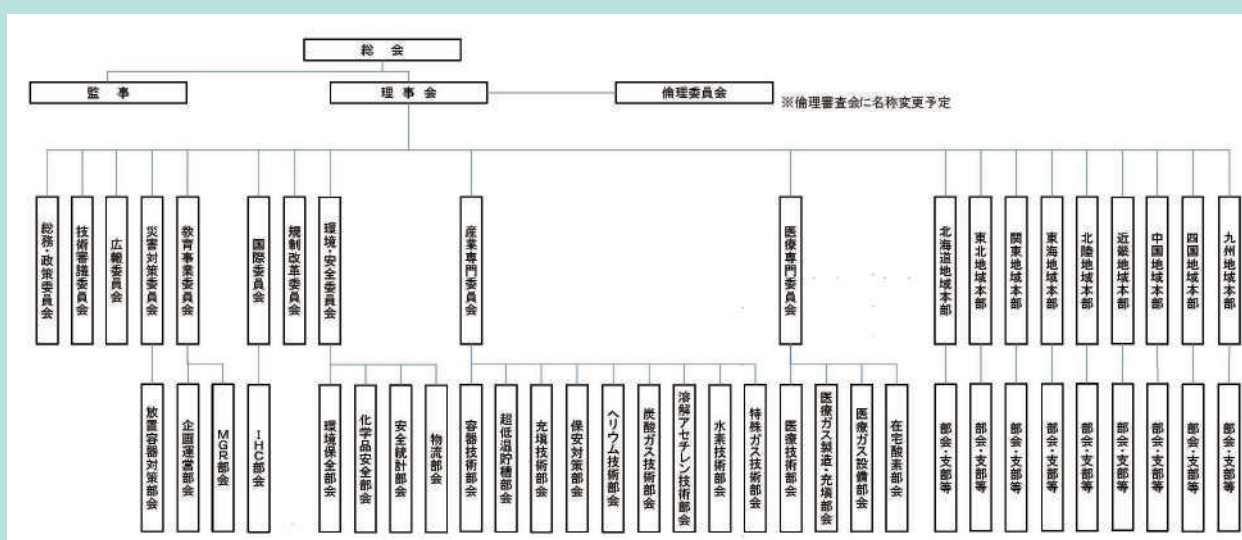 総会
監事
理事会
倫理委員会
※倫理審査会に名称変更予定
総務・政策委員会
技術審議委員会
広報委員会
災害対策委員会
教育事業委員会
国際委員会
規制改革委員会
環境・安全委員会
産業専門委員会
医療専門委員会
北海道地域本部
東北地域本部
関東地域本部
東海地域本部
北陸地域本部
近畿地域本部
中国地域本部
四国地域本部
九州地域本部
放置容器対策部会
企画運営部会
MGR部会
IHC部会
環境保全部会
化学品安全部会
安全統計部会
物流部会
容器技術部会
超低温貯槽部会
充填技術部会
保安対策部会
ヘリウム技術部会
炭酸ガス技術部会
溶解アセチレン技術部会
水素技術部会
特殊ガス技術部会
医療技術部会
医療ガス製造・充填部会
医療ガス設備部会
在宅酸素部会
部会・支部等
部会・支部等
部会・支部等
部会・支部等
部会・支部等
部会・支部等
部会・支部等
部会・支部等
部会・支部等